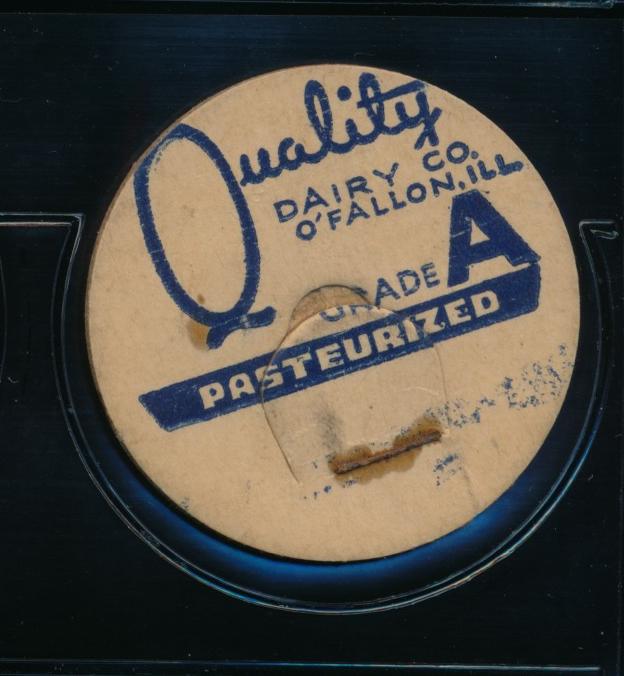 Quality
DAIRY CO.
O'FALLON, ILL
GRADE A
PASTEURIZED